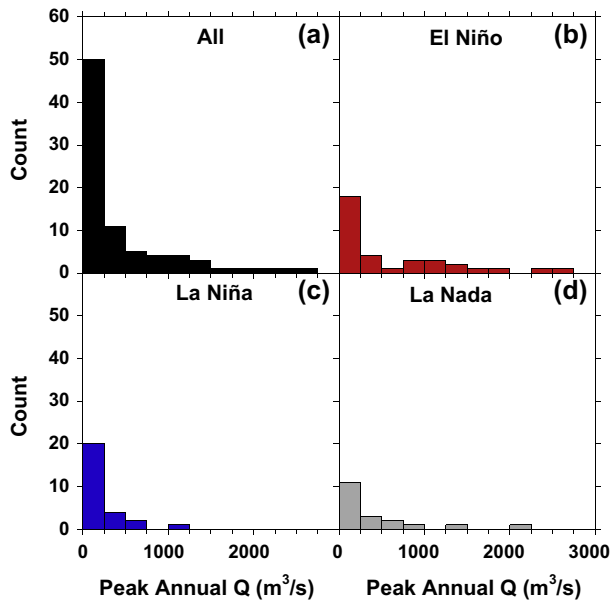 60
50
40
30
20
10
0
Count
All
(a)
El Niño
(b)
50
40
30
20
10
0
Count
La Niña
(c)
La Nada
(d)
0 1000 2000
0 1000 2000 3000
Peak Annual Q (m³/s)
Peak Annual Q (m³/s)